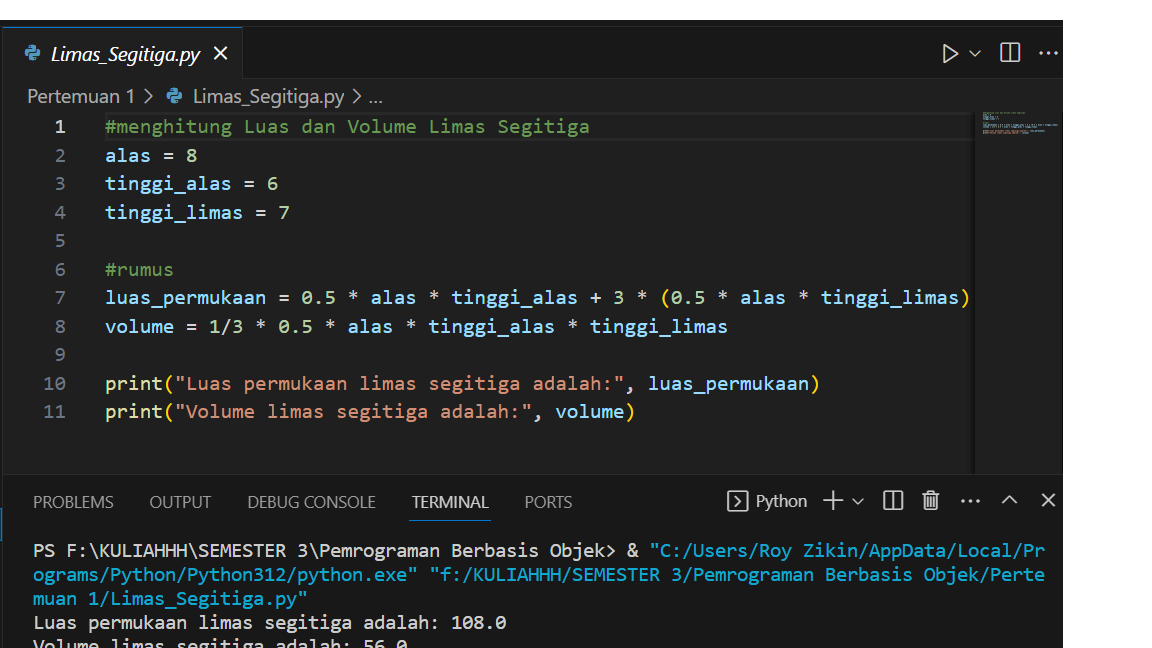 Limas_Segitiga.py
Pertemuan 1 > Limas_Segitiga.py > ...
1 #menghitung Luas dan Volume Limas Segitiga
2 alas = 8
3 tinggi_alas = 6
4 tinggi_limas = 7
5
6 #rumus
7 luas_permukaan = 0.5 * alas * tinggi_alas + 3 * (0.5 * alas * tinggi_limas)
8 volume = 1/3 * 0.5 * alas * tinggi_alas * tinggi_limas
9
10 print("Luas permukaan limas segitiga adalah:", luas_permukaan)
11 print("Volume limas segitiga adalah:", volume)
PROBLEMS OUTPUT DEBUG CONSOLE TERMINAL PORTS Python
PS F:\KULIAHHH\SEMESTER 3\Pemrograman Berbasis Objek> & "C:/Users/Roy Zikin/AppData/Local/Pr
ograms/Python/Python312/python.exe" "f:/KULIAHHH/SEMESTER 3/Pemrograman Berbasis Objek/Perte
muan 1/Limas_Segitiga.py"
Luas permukaan limas segitiga adalah: 108.0
Volume limas segitiga adalah: 56.0